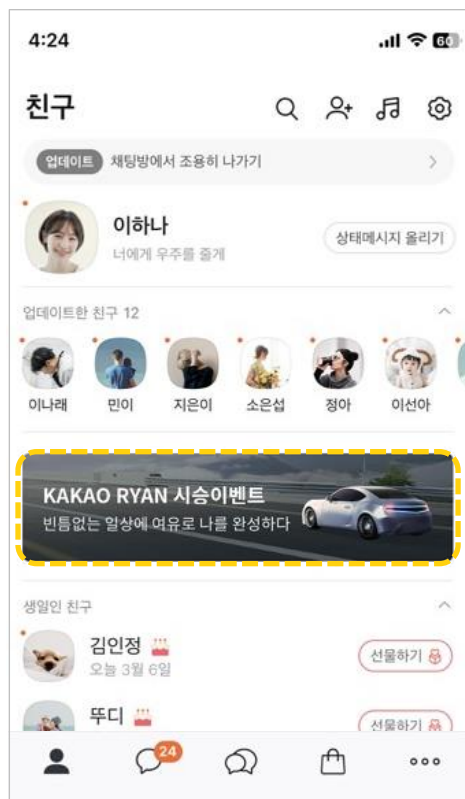 4:24
60
친구
업데이트 채팅방에서 조용히 나가기
이하나
너에게 우주를 줄게
상태메시지 올리기
업데이트한 친구 12
이나래 민이 지은이 소은섭 정아 이선아
KAKAO RYAN 시승이벤트
빈틈없는 일상에 여유로 나를 완성하다
생일인 친구
김인정
오늘 3월 6일
선물하기
뚜디
선물하기
24